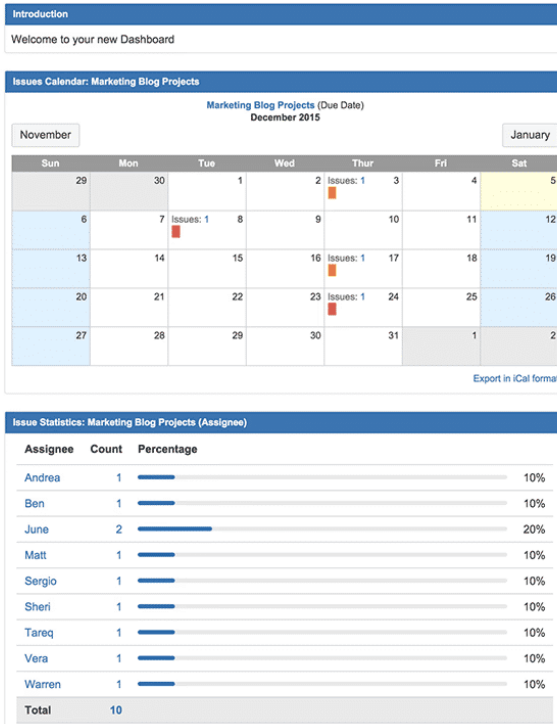 Introduction
Welcome to your new Dashboard
Issues Calendar: Marketing Blog Projects
Marketing Blog Projects (Due Date)
December 2015
November January
Sun Mon Tue Wed Thur Fri Sat
29 30 1 2 Issues: 1 3 4 5
6 7 Issues: 1 8 9 10 11 12
13 14 15 16 Issues: 1 17 18 19
20 21 22 23 Issues: 1 24 25 26
27 28 29 30 31 1 2
Export in iCal format
Issue Statistics: Marketing Blog Projects (Assignee)
Assignee Count Percentage
Andrea 1 10%
Ben 1 10%
June 2 20%
Matt 1 10%
Sergio 1 10%
Sheri 1 10%
Tareq 1 10%
Vera 1 10%
Warren 1 10%
Total 10